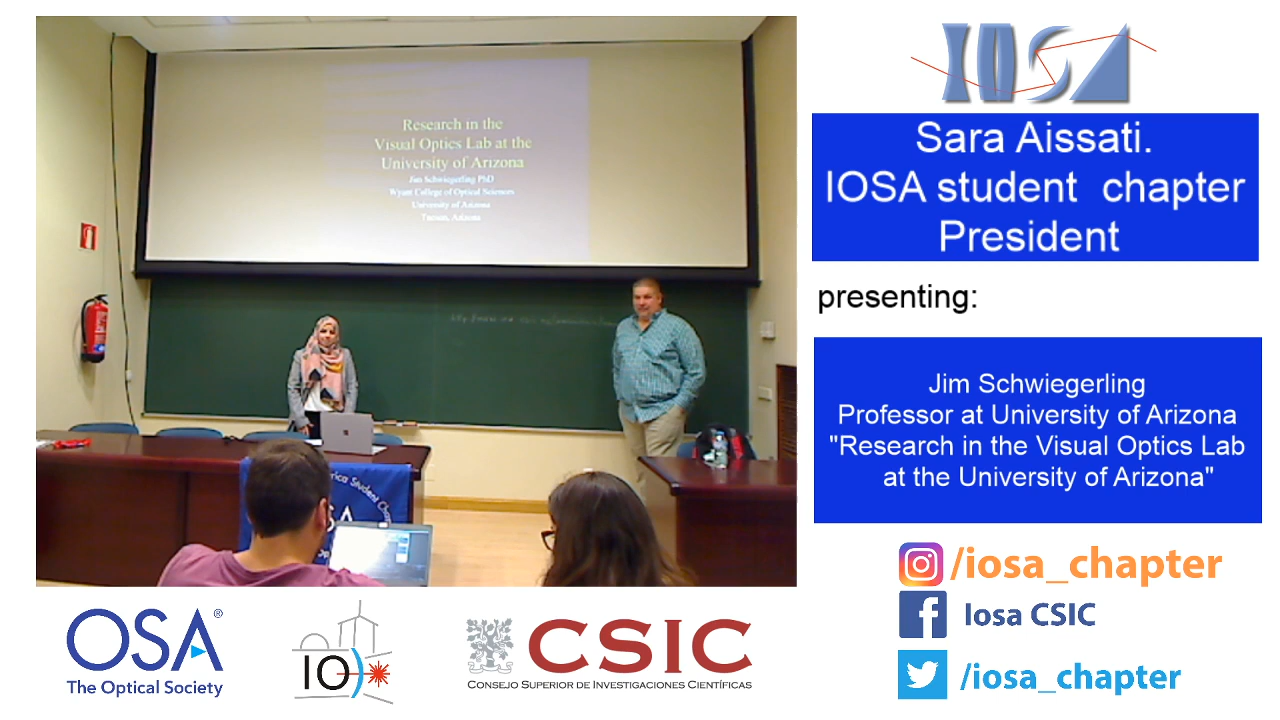 Research in the
Visual Optics Lab at the
University of Arizona
Jim Schwiegerling PhD
Wyant College of Optical Sciences
University of Arizona
Tucson, Arizona
IOSA
Sara Aissati.
IOSA student chapter
President
presenting:
Jim Schwiegerling
Professor at University of Arizona
"Research in the Visual Optics Lab
at the University of Arizona"
/iosa_chapter
Iosa CSIC
/iosa_chapter
OSA®
The Optical Society
IO
CSIC
CONSEJO SUPERIOR DE INVESTIGACIONES CIENTÍFICAS